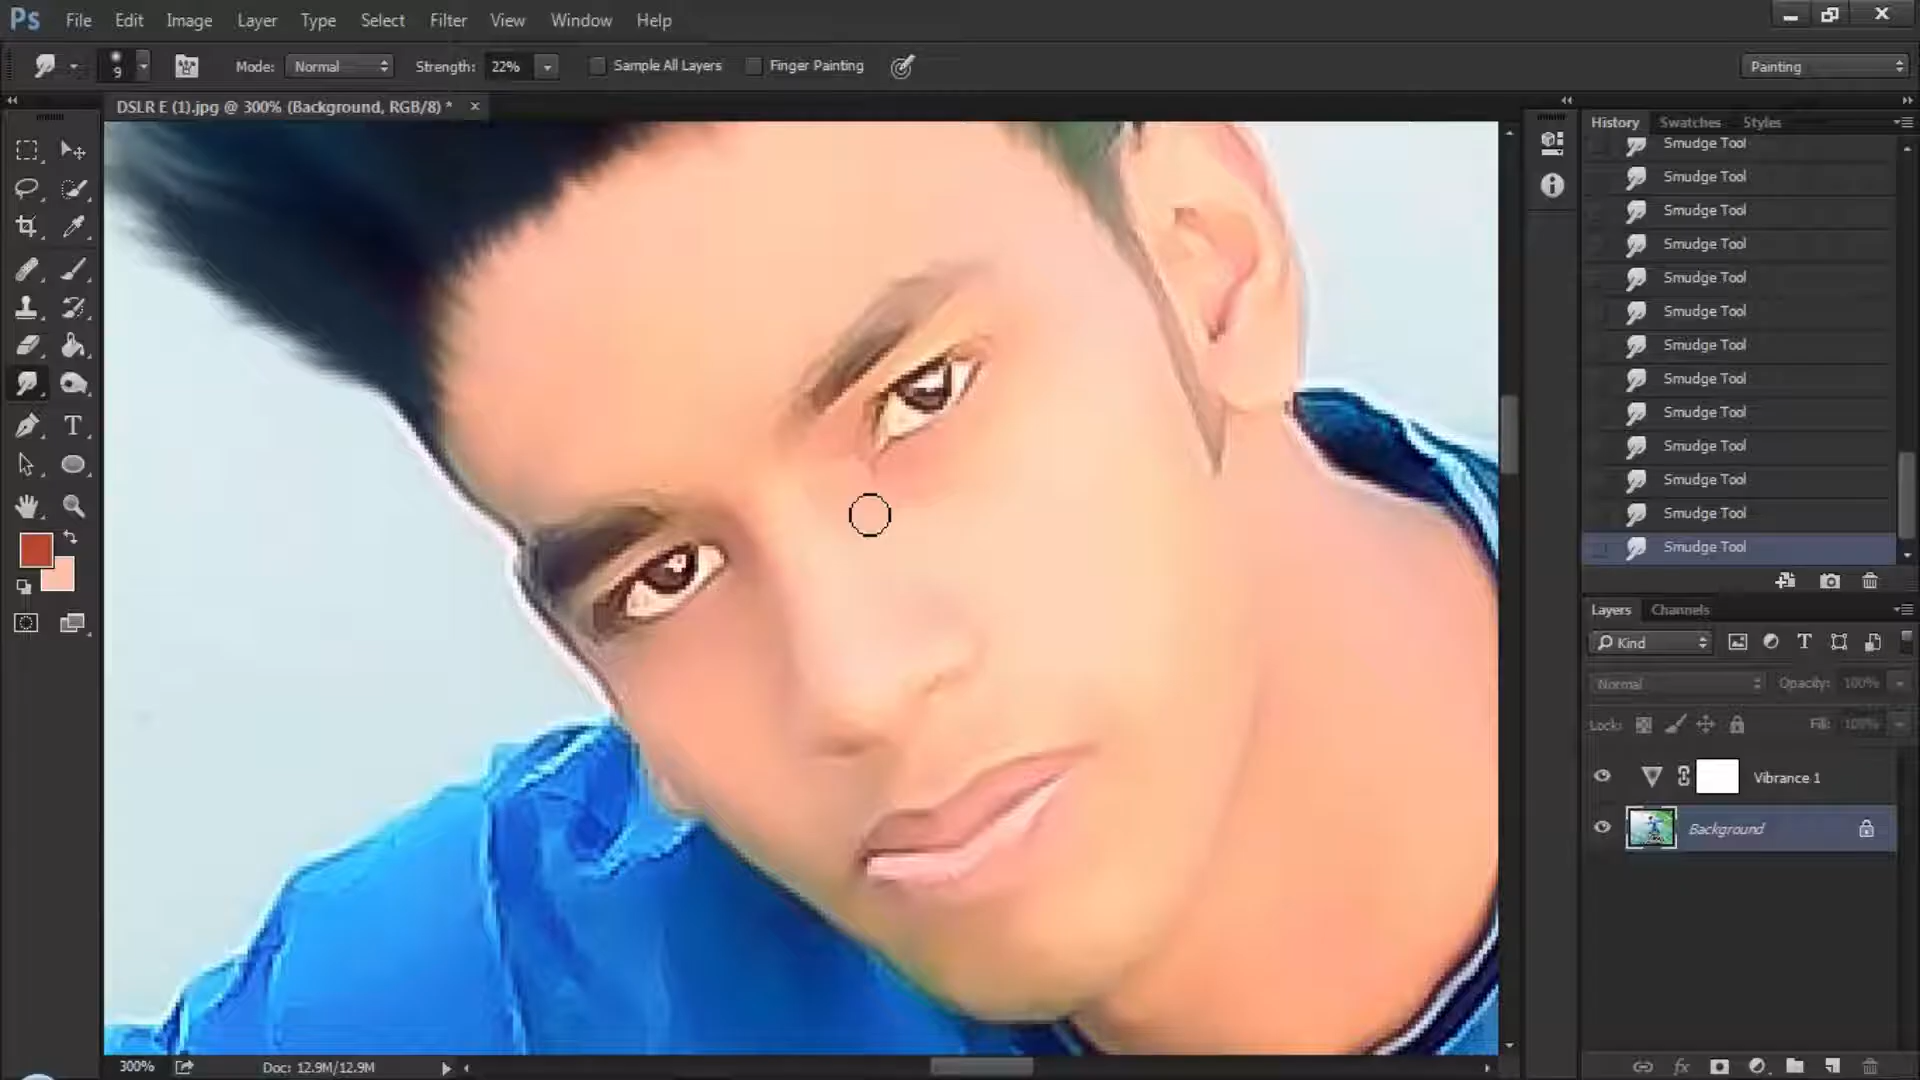 Ps File Edit Image Layer Type Select Filter View Window Help
9 Mode: Normal Strength: 22% Sample All Layers Finger Painting Painting
DSLR E (1).jpg @ 300% (Background, RGB/8) *
History Swatches Styles
Smudge Tool
Smudge Tool
Smudge Tool
Smudge Tool
Smudge Tool
Smudge Tool
Smudge Tool
Smudge Tool
Smudge Tool
Smudge Tool
Smudge Tool
Smudge Tool
Smudge Tool
Layers Channels
Kind
Normal Opacity: 100%
Lock: Fill: 100%
Vibrance 1
Background
300% Doc: 12.9M/12.9M